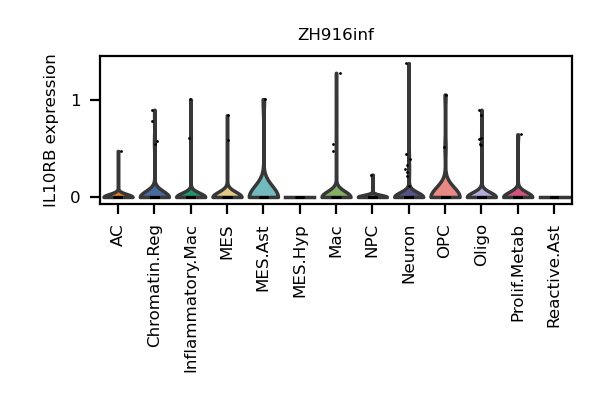 ZH916inf
IL10RB expression
1
0
AC
Chromatin.Reg
Inflammatory.Mac
MES
MES.Ast
MES.Hyp
Mac
NPC
Neuron
OPC
Oligo
Prolif.Metab
Reactive.Ast